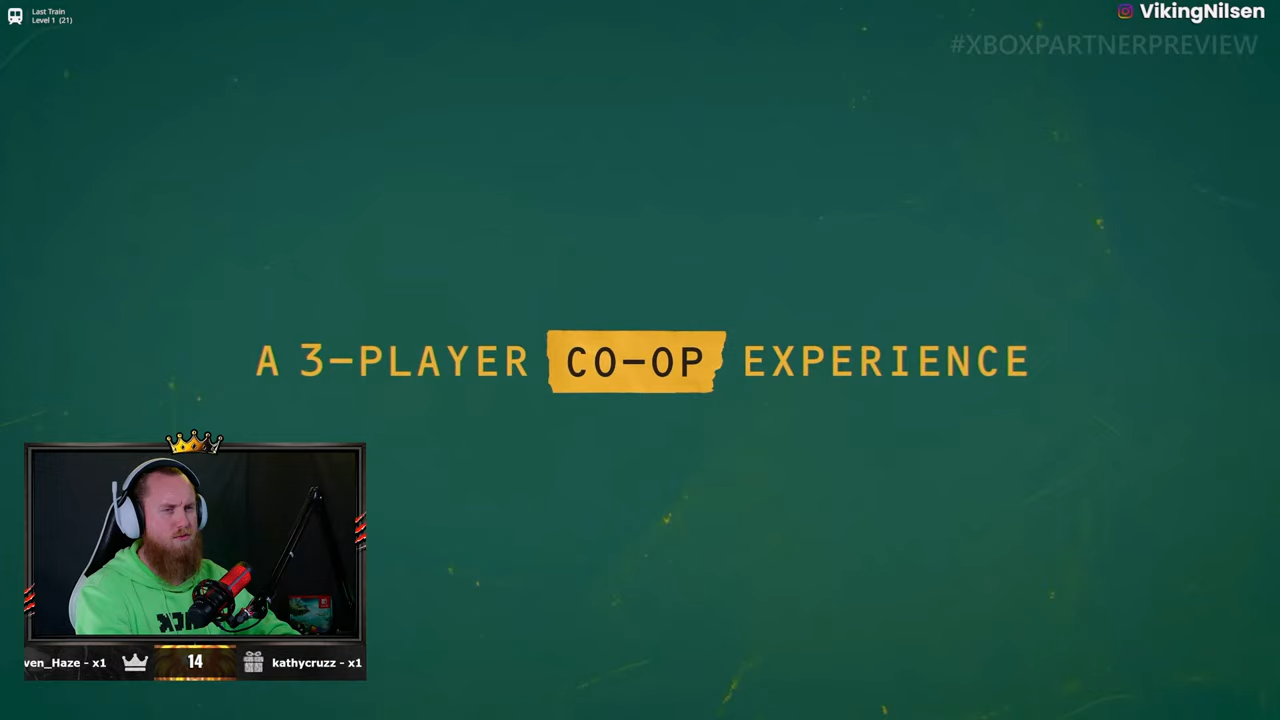 Last Train
Level 1 (21)
VikingNilsen
#XBOXPARTNERPREVIEW
A 3-PLAYER CO-OP EXPERIENCE
ven_Haze - x1
14
kathycruzz - x1